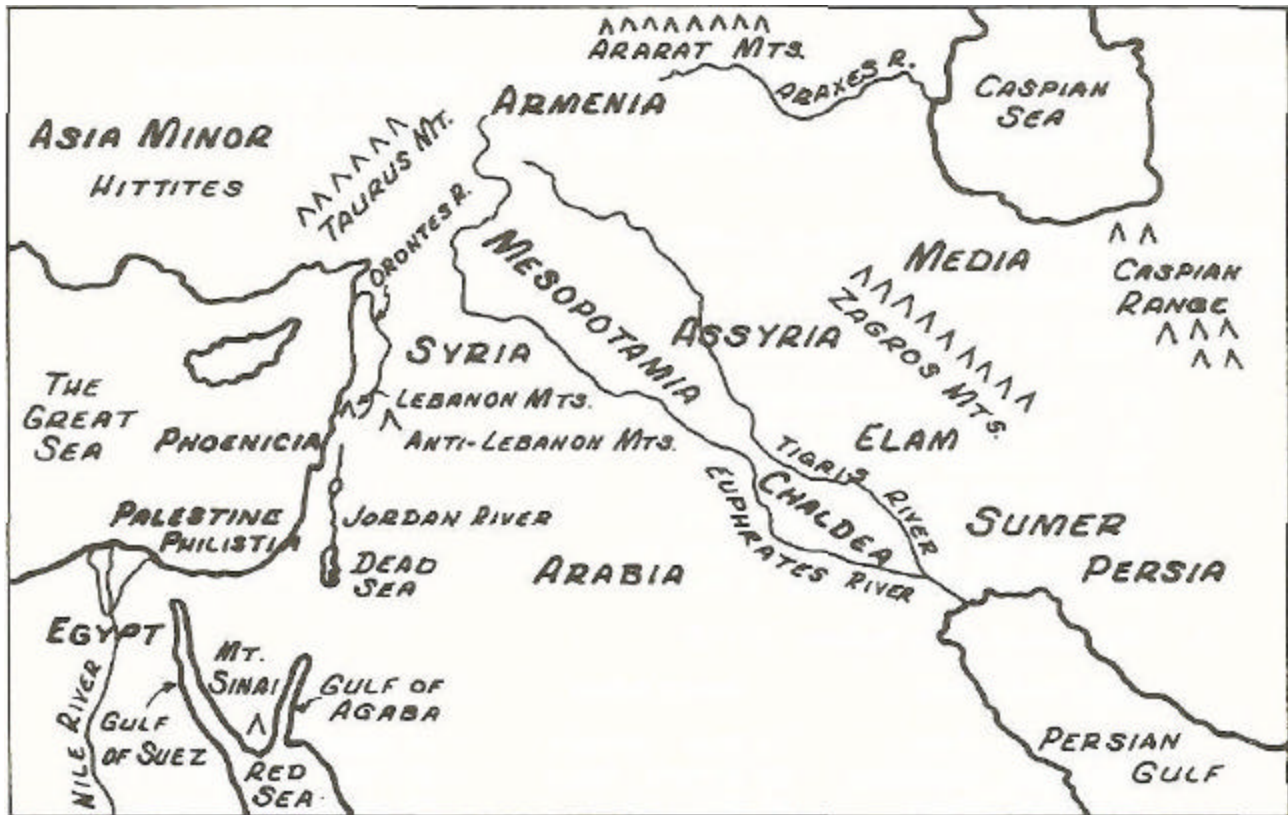 ARARAT MTS.
ARAXES R.
CASPIAN
SEA
ARMENIA
ASIA MINOR
HITTITES
TAURUS MT.
ORONTES R.
MESOPOTAMIA
MEDIA
CASPIAN
RANGE
ZAGROS MTS.
ASSYRIA
SYRIA
THE
GREAT
SEA
LEBANON MTS.
PHOENICIA
ANTI-LEBANON MTS.
ELAM
TIGRIS RIVER
CHALDEA
EUPHRATES RIVER
PALESTINE
PHILISTIA
JORDAN RIVER
SUMER
DEAD
SEA
ARABIA
PERSIA
EGYPT
MT.
SINAI
GULF OF
AGABA
NILE RIVER
GULF
OF SUEZ
RED
SEA
PERSIAN
GULF